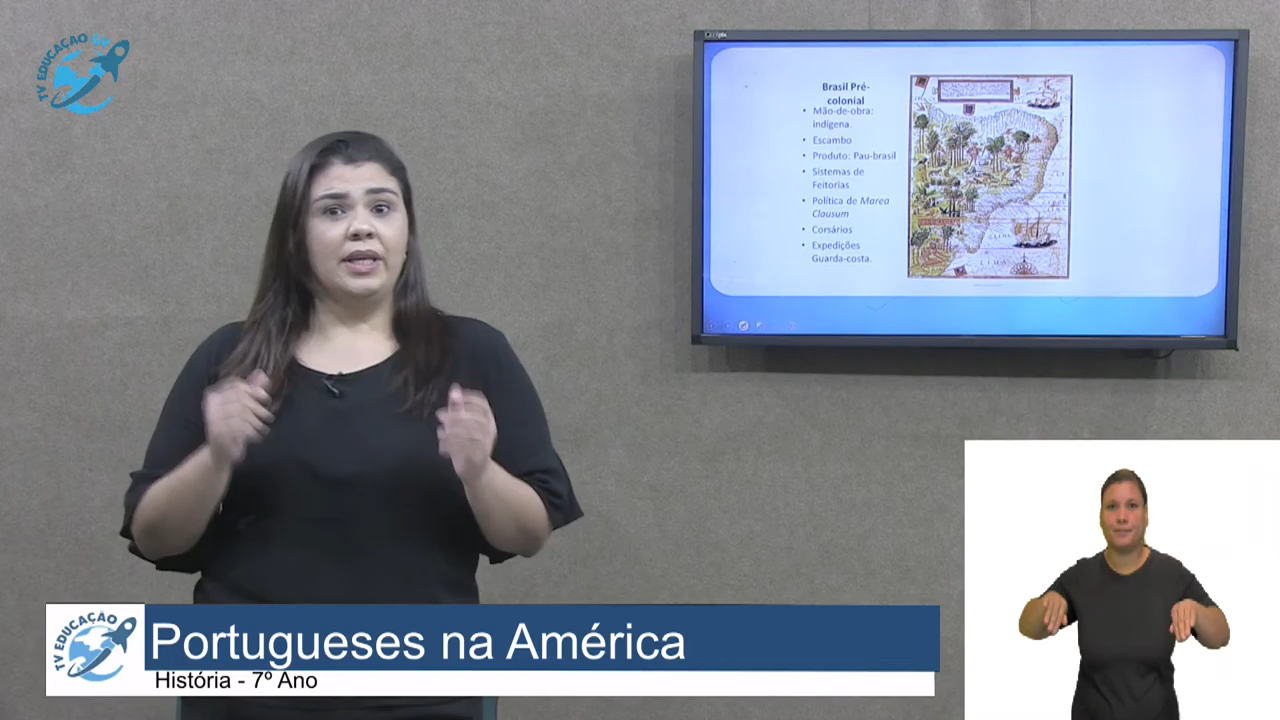 TV EDUCAÇÃO
Brasil Pré-
colonial
• Mão-de-obra:
indígena.
• Escambo
• Produto: Pau-brasil
• Sistemas de
Feitorias
• Política de Marea
Clausum
• Corsários
• Expedições
Guarda-costa.
TV EDUCAÇÃO
Portugueses na América
História - 7º Ano